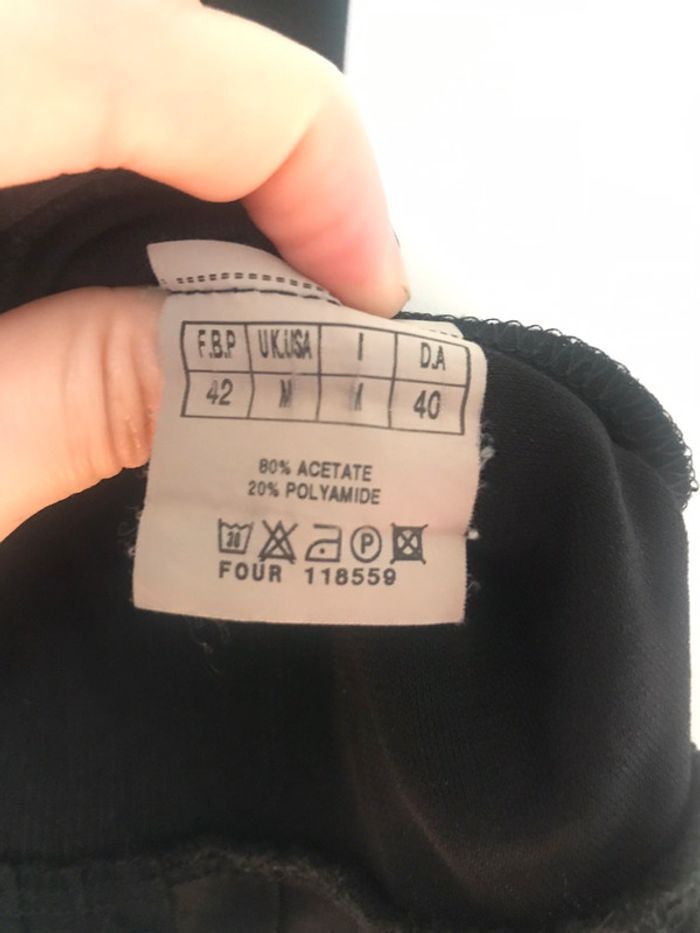 F.B.P UK.USA I D.A
42 M M 40
80% ACETATE
20% POLYAMIDE
30 P
FOUR 118559